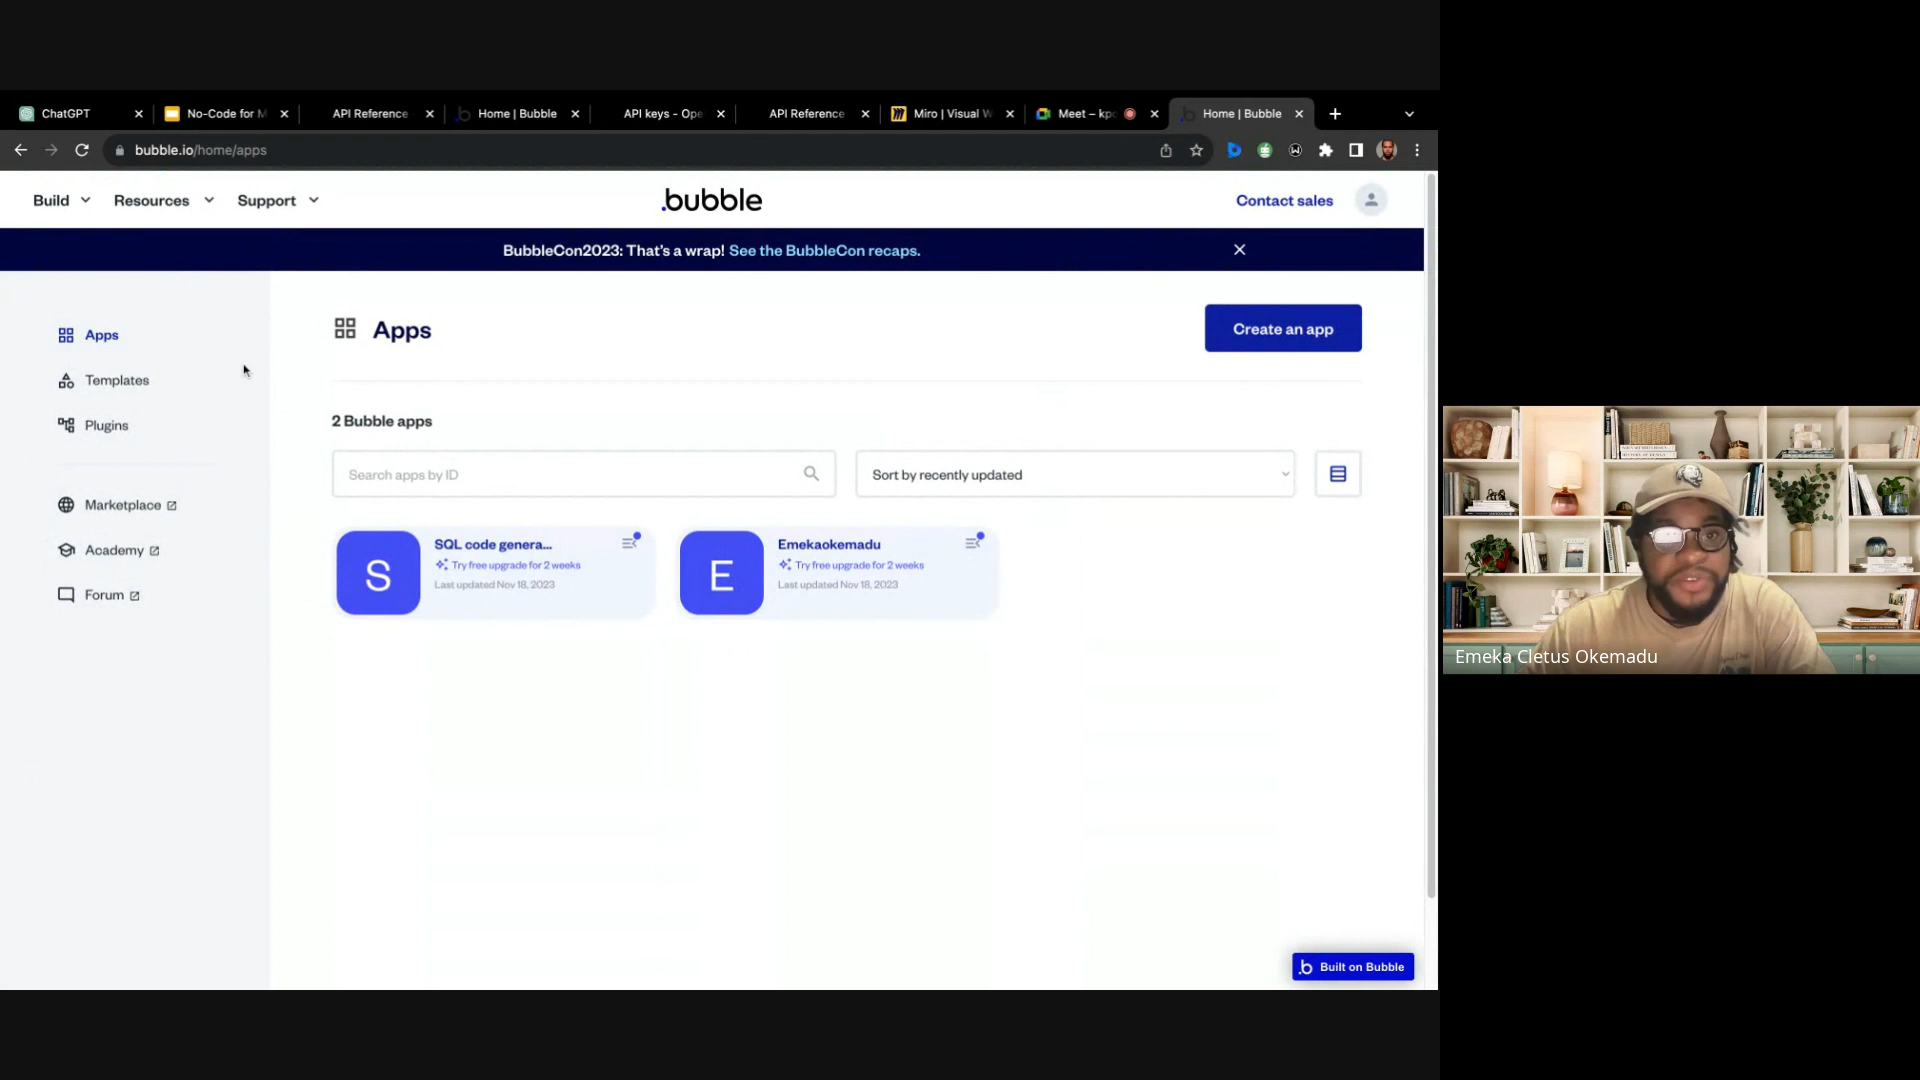 ChatGPT
No-Code for M
API Reference
Home | Bubble
API keys - Ope
API Reference
Miro | Visual W
Meet – kpc
Home | Bubble
bubble.io/home/apps
Build
Resources
Support
.bubble
Contact sales
BubbleCon2023: That's a wrap! See the BubbleCon recaps.
Apps
Templates
Plugins
Marketplace
Academy
Forum
Apps
Create an app
2 Bubble apps
Search apps by ID
Sort by recently updated
S
SQL code genera...
Try free upgrade for 2 weeks
Last updated Nov 18, 2023
E
Emekaokemadu
Try free upgrade for 2 weeks
Last updated Nov 18, 2023
Built on Bubble
Emeka Cletus Okemadu